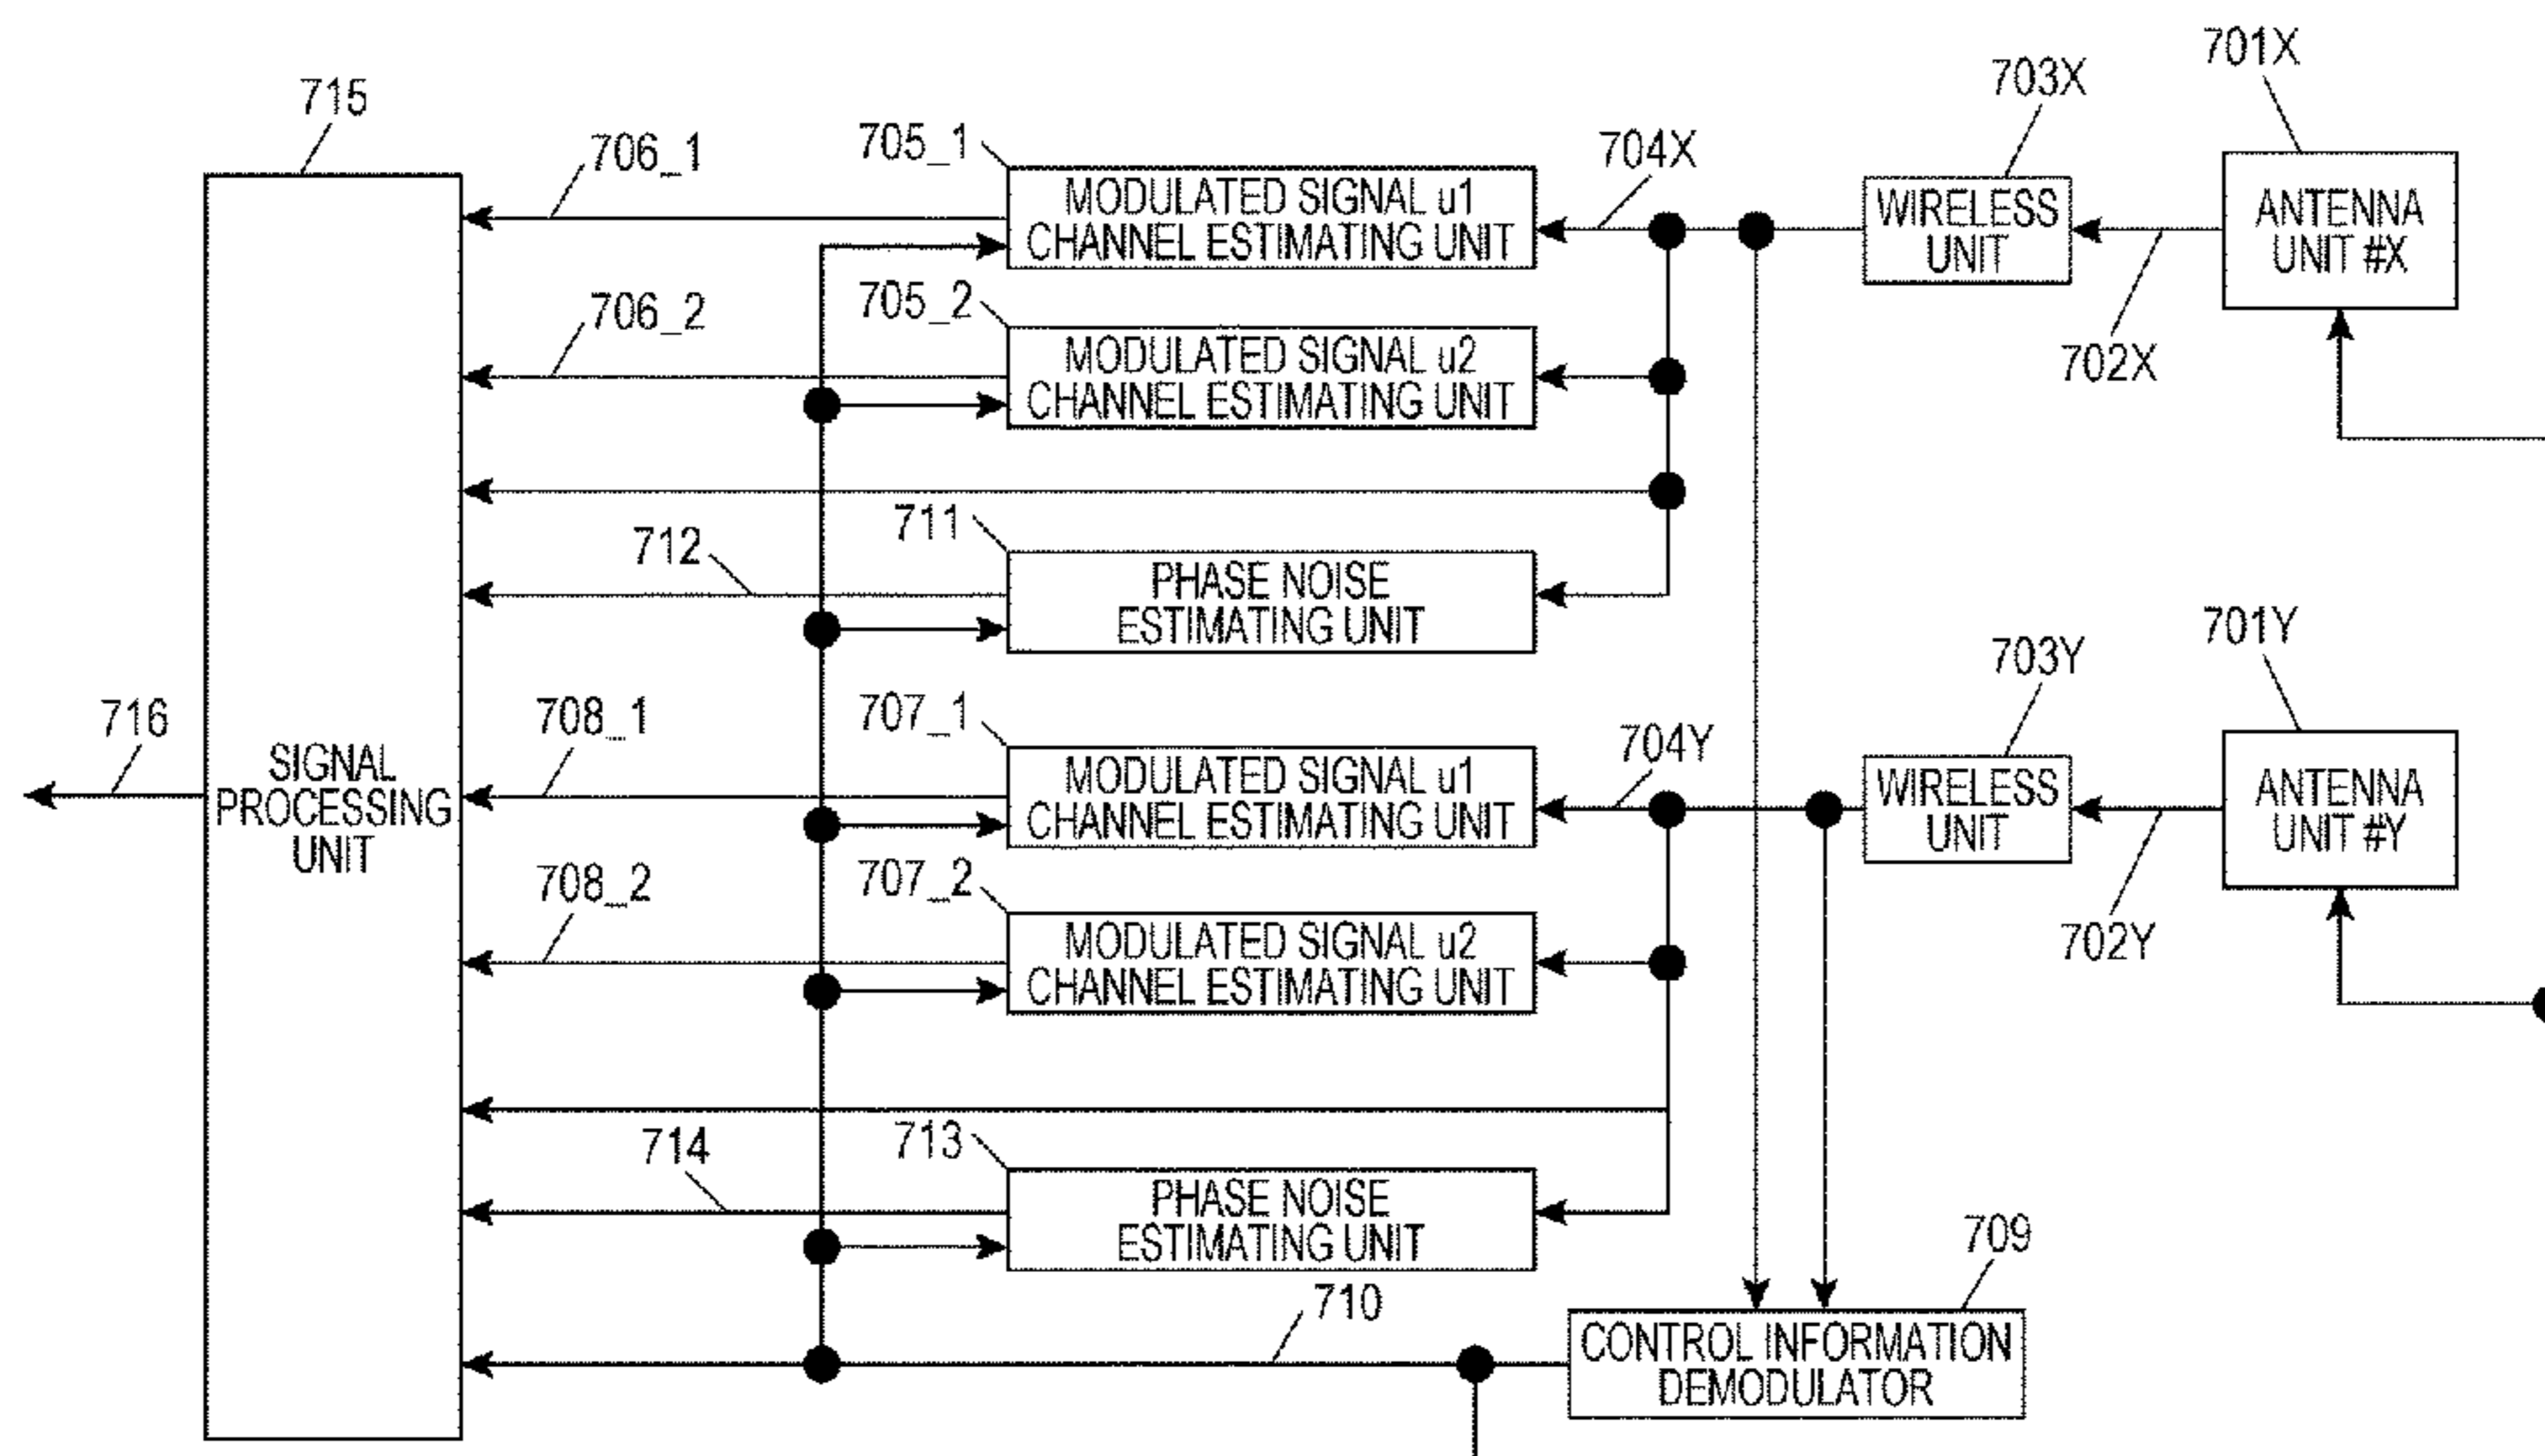 701X
703X
715
705_1
706_1
704X
MODULATED SIGNAL u1
CHANNEL ESTIMATING UNIT
WIRELESS
UNIT
ANTENNA
UNIT #X
705_2
706_2
702X
MODULATED SIGNAL u2
CHANNEL ESTIMATING UNIT
711
712
PHASE NOISE
ESTIMATING UNIT
701Y
703Y
716
708_1
707_1
704Y
SIGNAL
PROCESSING
UNIT
MODULATED SIGNAL u1
CHANNEL ESTIMATING UNIT
WIRELESS
UNIT
ANTENNA
UNIT #Y
708_2
707_2
702Y
MODULATED SIGNAL u2
CHANNEL ESTIMATING UNIT
714
713
PHASE NOISE
ESTIMATING UNIT
709
710
CONTROL INFORMATION
DEMODULATOR